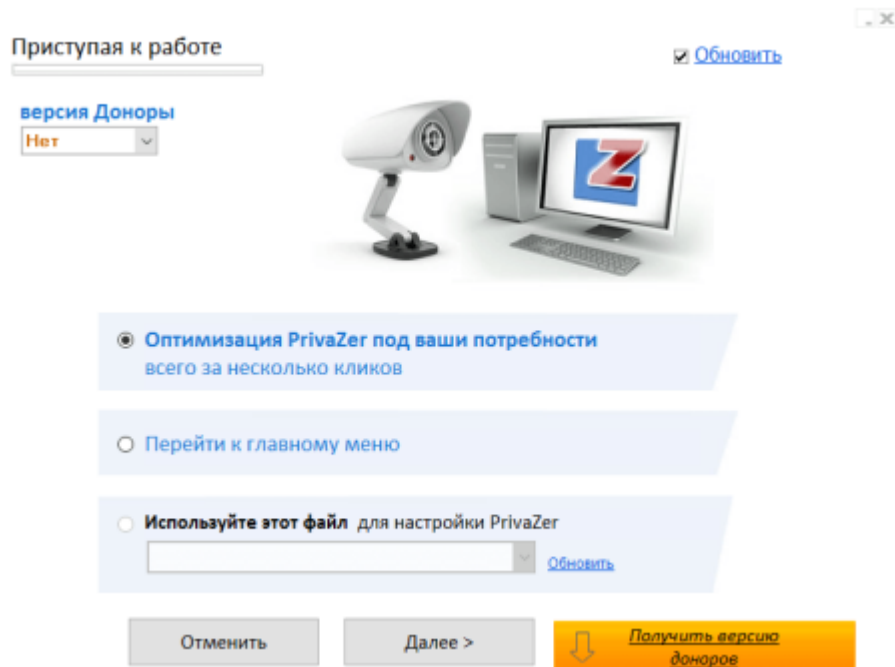 Приступая к работе
Обновить
версия Доноры
Нет
Z
Оптимизация PrivaZer под ваши потребности
всего за несколько кликов
Перейти к главному меню
Используйте этот файл для настройки PrivaZer
Обновить
Отменить
Далее >
Получить версию
доноров